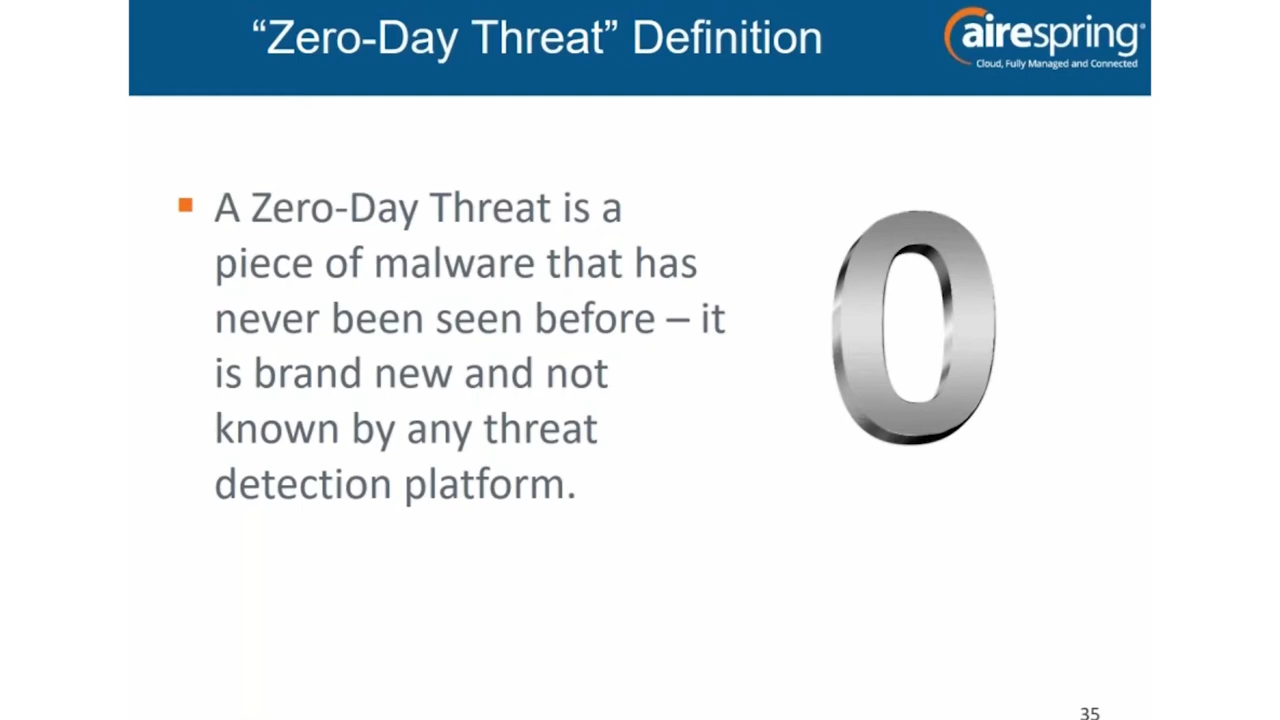 “Zero-Day Threat” Definition
airespring
Cloud, Fully Managed and Connected
A Zero-Day Threat is a
piece of malware that has
never been seen before – it
is brand new and not
known by any threat
detection platform.
0
35